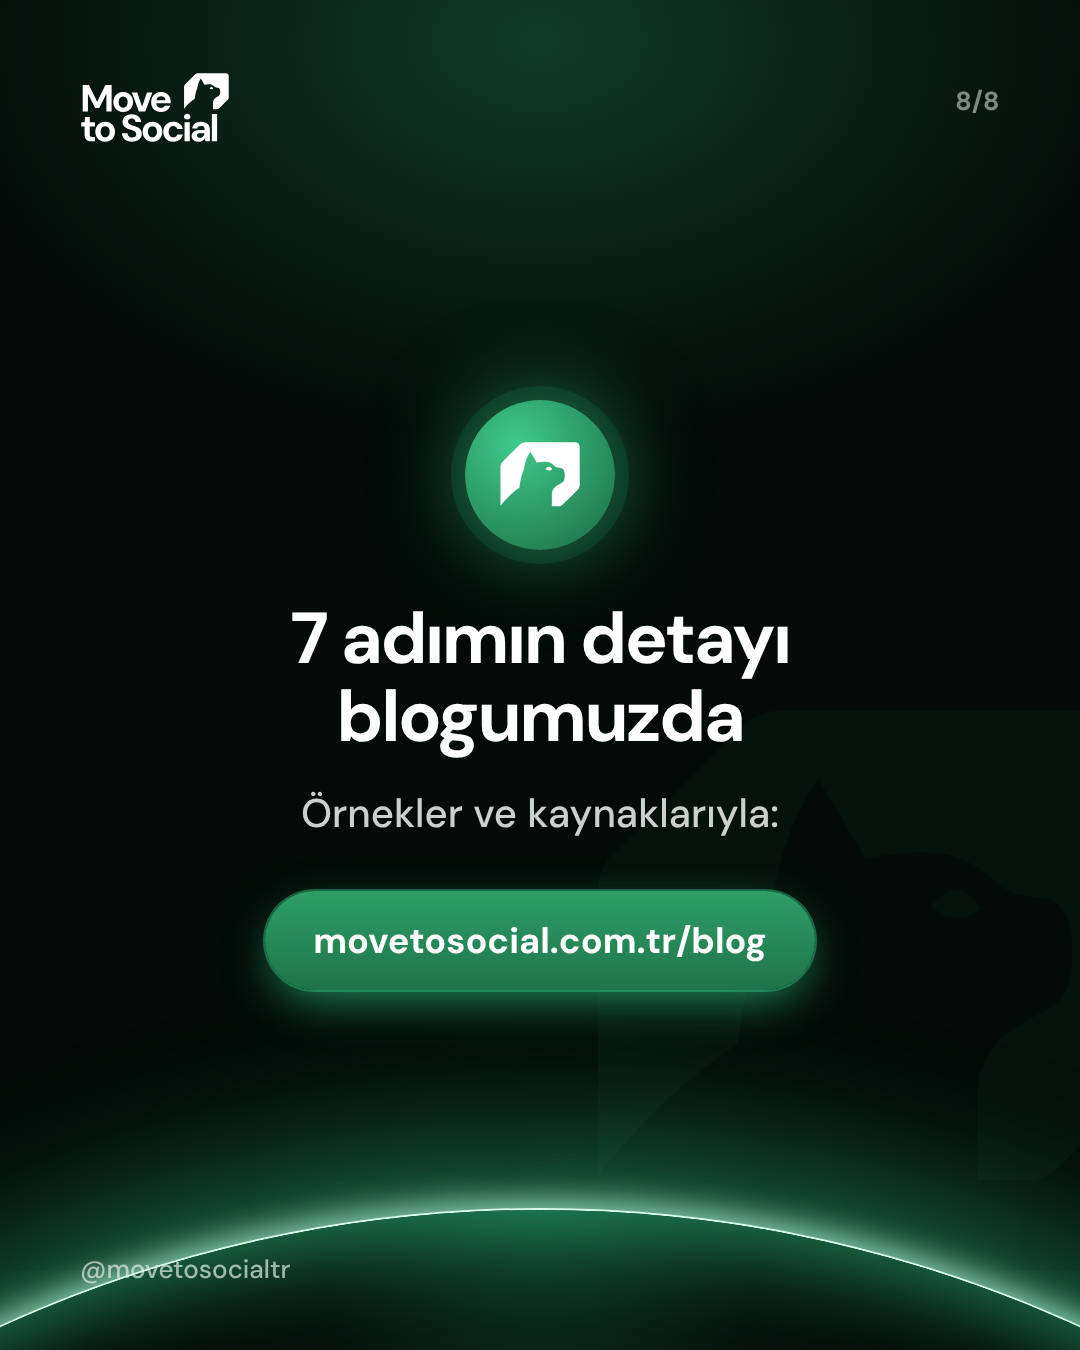 Move
to Social
8/8
7 adımın detayı
blogumuzda
Örnekler ve kaynaklarıyla:
movetosocial.com.tr/blog
@movetosocialtr